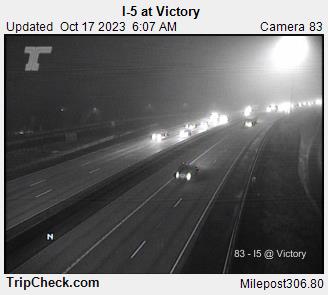 I-5 at Victory
Updated Oct 17 2023 6:07 AM Camera 83
T
N
83 - I5 @ Victory
TripCheck.com Milepost306.80